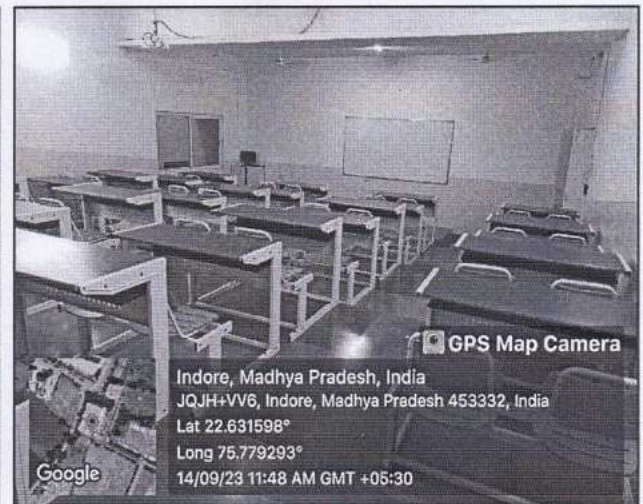 GPS Map Camera
Indore, Madhya Pradesh, India
JQJH+VV6, Indore, Madhya Pradesh 453332, India
Lat 22.631598°
Long 75.779293°
14/09/23 11:48 AM GMT +05:30
Google